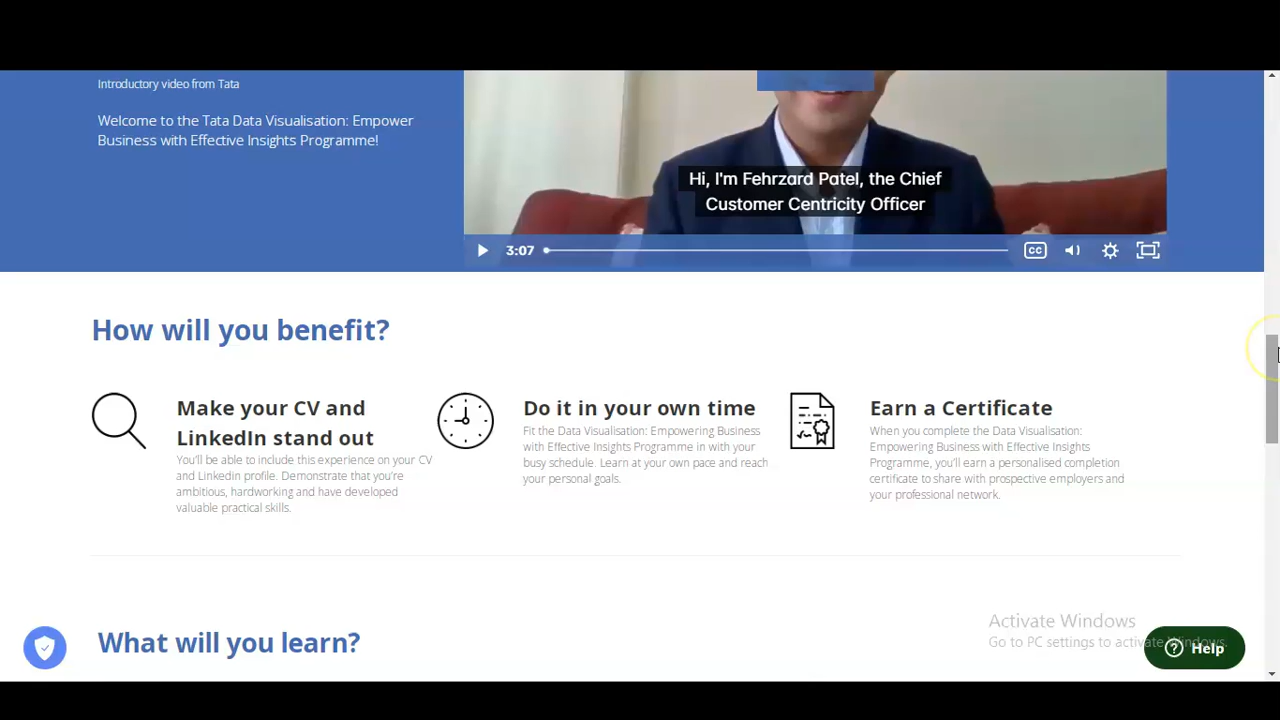 Introductory video from Tata
Welcome to the Tata Data Visualisation: Empower
Business with Effective Insights Programme!
Hi, I'm Fehrzard Patel, the Chief
Customer Centricity Officer
3:07
CC
How will you benefit?
Make your CV and
LinkedIn stand out
You'll be able to include this experience on your CV
and Linkedin profile. Demonstrate that you're
ambitious, hardworking and have developed
valuable practical skills.
Do it in your own time
Fit the Data Visualisation: Empowering Business
with Effective Insights Programme in with your
busy schedule. Learn at your own pace and reach
your personal goals.
Earn a Certificate
When you complete the Data Visualisation:
Empowering Business with Effective Insights
Programme, you'll earn a personalised completion
certificate to share with prospective employers and
your professional network.
What will you learn?
Activate Windows
Go to PC settings to activate Windows.
Help